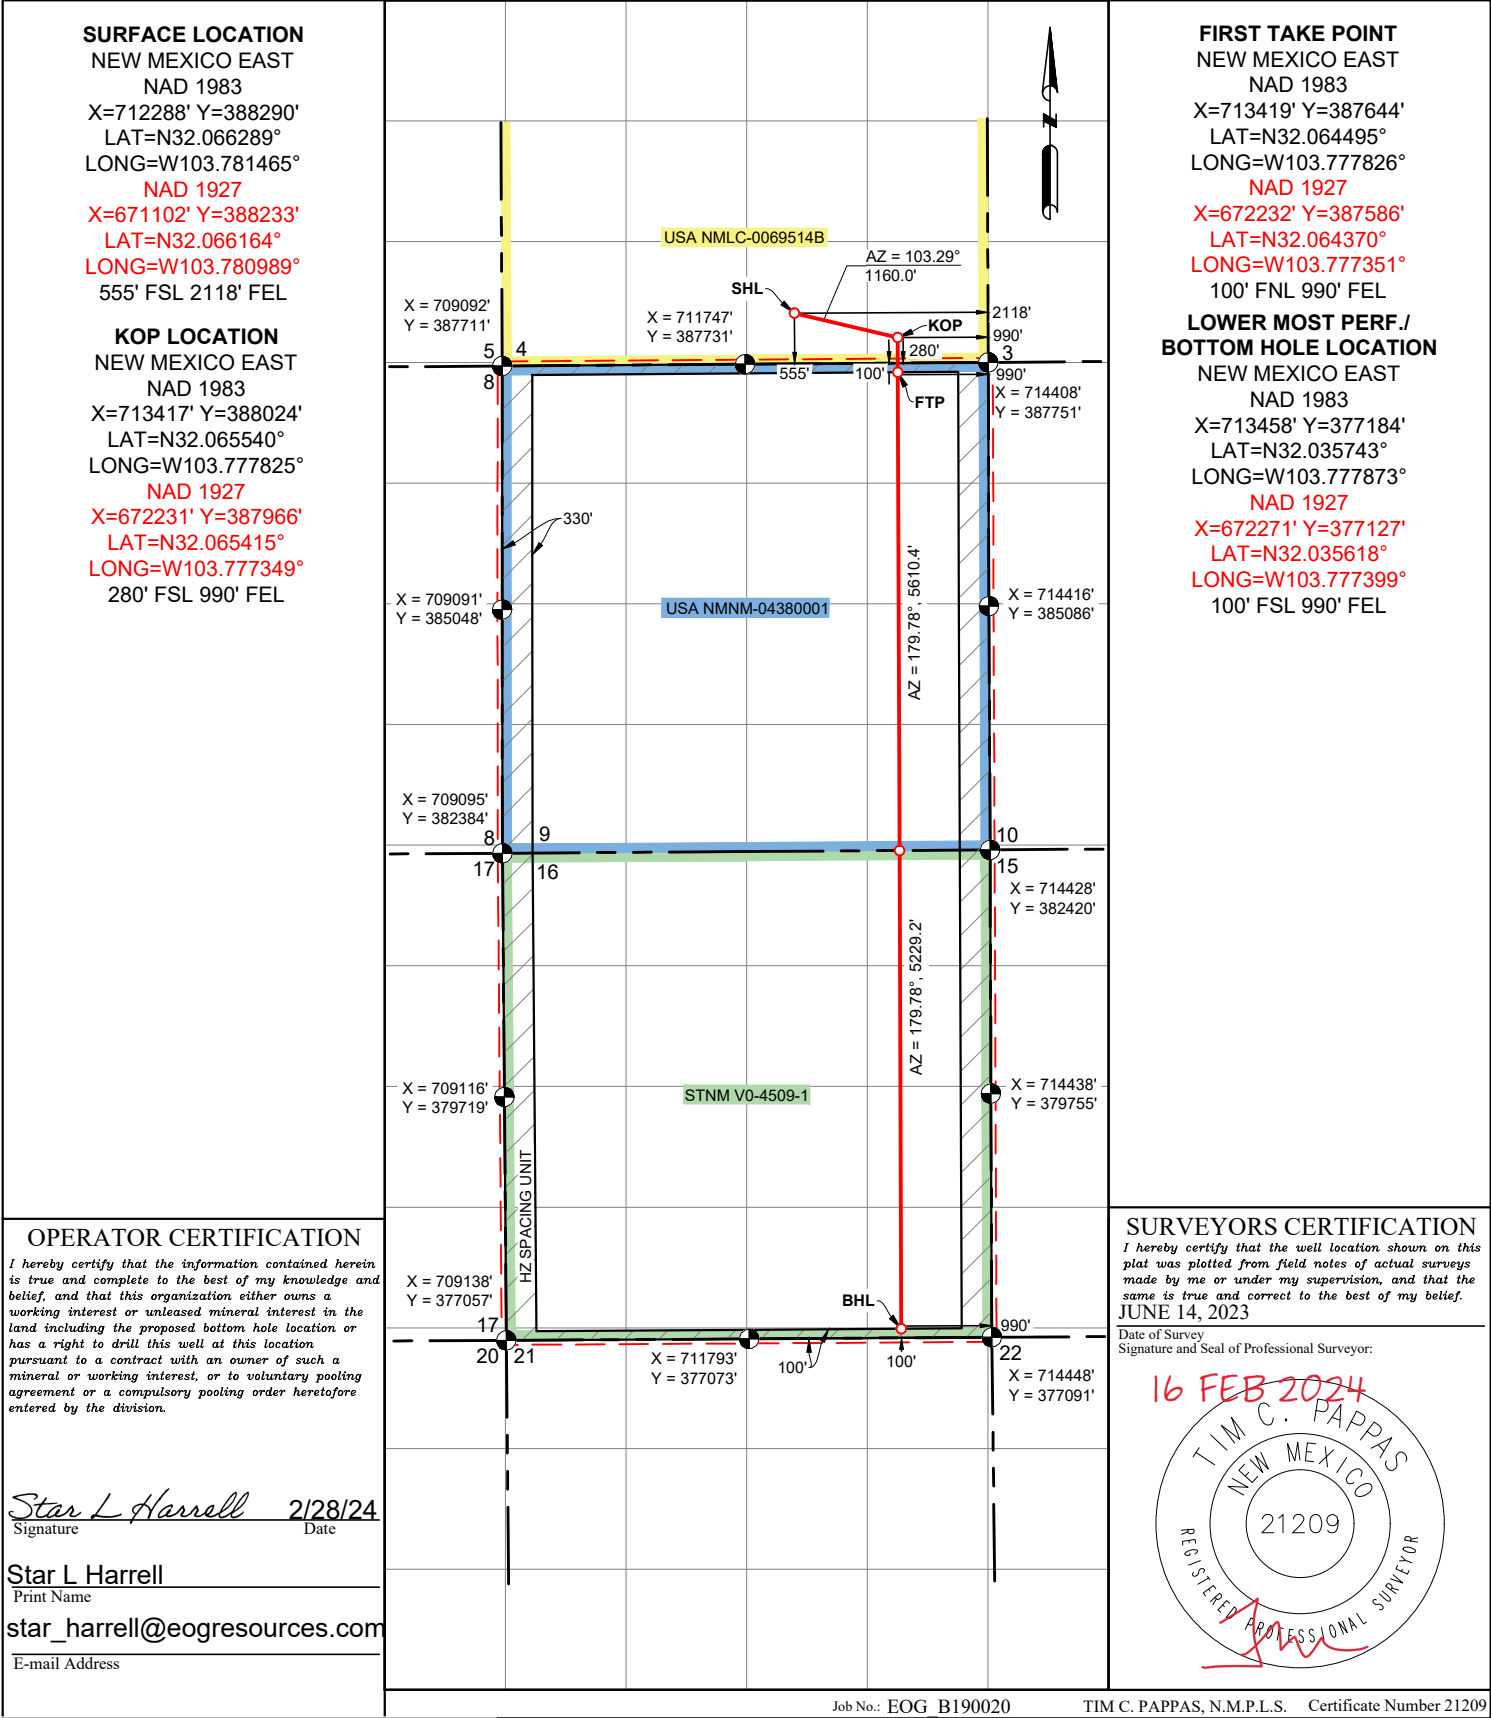 SURFACE LOCATION
NEW MEXICO EAST
NAD 1983
X=712288' Y=388290'
LAT=N32.066289°
LONG=W103.781465°
NAD 1927
X=671102' Y=388233'
LAT=N32.066164°
LONG=W103.780989°
555' FSL 2118' FEL
KOP LOCATION
NEW MEXICO EAST
NAD 1983
X=713417' Y=388024'
LAT=N32.065540°
LONG=W103.777825°
NAD 1927
X=672231' Y=387966'
LAT=N32.065415°
LONG=W103.777349°
280' FSL 990' FEL
OPERATOR CERTIFICATION
I hereby certify that the information contained herein
is true and complete to the best of my knowledge and
belief, and that this organization either owns a
working interest or unleased mineral interest in the
land including the proposed bottom hole location or
has a right to drill this well at this location
pursuant to a contract with an owner of such a
mineral or working interest, or to voluntary pooling
agreement or a compulsory pooling order heretofore
entered by the division.
Star L Harrell 2/28/24
Signature Date
Star L Harrell
Print Name
star_harrell@eogresources.com
E-mail Address
N
USA NMLC-0069514B
AZ = 103.29°
1160.0'
SHL
X = 709092'
Y = 387711'
X = 711747'
Y = 387731'
2118'
KOP
990'
280'
5 4
3
8
555'
100'
990'
FTP
X = 714408'
Y = 387751'
330'
AZ = 179.78°, 5610.4'
X = 709091'
Y = 385048'
USA NMNM-04380001
X = 714416'
Y = 385086'
X = 709095'
Y = 382384'
8 9
10
17 16
15
X = 714428'
Y = 382420'
AZ = 179.78°, 5229.2'
X = 709116'
Y = 379719'
STNM V0-4509-1
X = 714438'
Y = 379755'
HZ SPACING UNIT
X = 709138'
Y = 377057'
BHL
990'
17
20 21
22
X = 711793'
Y = 377073'
100'
100'
X = 714448'
Y = 377091'
FIRST TAKE POINT
NEW MEXICO EAST
NAD 1983
X=713419' Y=387644'
LAT=N32.064495°
LONG=W103.777826°
NAD 1927
X=672232' Y=387586'
LAT=N32.064370°
LONG=W103.777351°
100' FNL 990' FEL
LOWER MOST PERF./
BOTTOM HOLE LOCATION
NEW MEXICO EAST
NAD 1983
X=713458' Y=377184'
LAT=N32.035743°
LONG=W103.777873°
NAD 1927
X=672271' Y=377127'
LAT=N32.035618°
LONG=W103.777399°
100' FSL 990' FEL
SURVEYORS CERTIFICATION
I hereby certify that the well location shown on this
plat was plotted from field notes of actual surveys
made by me or under my supervision, and that the
same is true and correct to the best of my belief.
JUNE 14, 2023
Date of Survey
Signature and Seal of Professional Surveyor:
16 FEB 2024
TIM C. PAPPAS
NEW MEXICO
21209
REGISTERED PROFESSIONAL SURVEYOR
Job No.: EOG_B190020
TIM C. PAPPAS, N.M.P.L.S. Certificate Number 21209